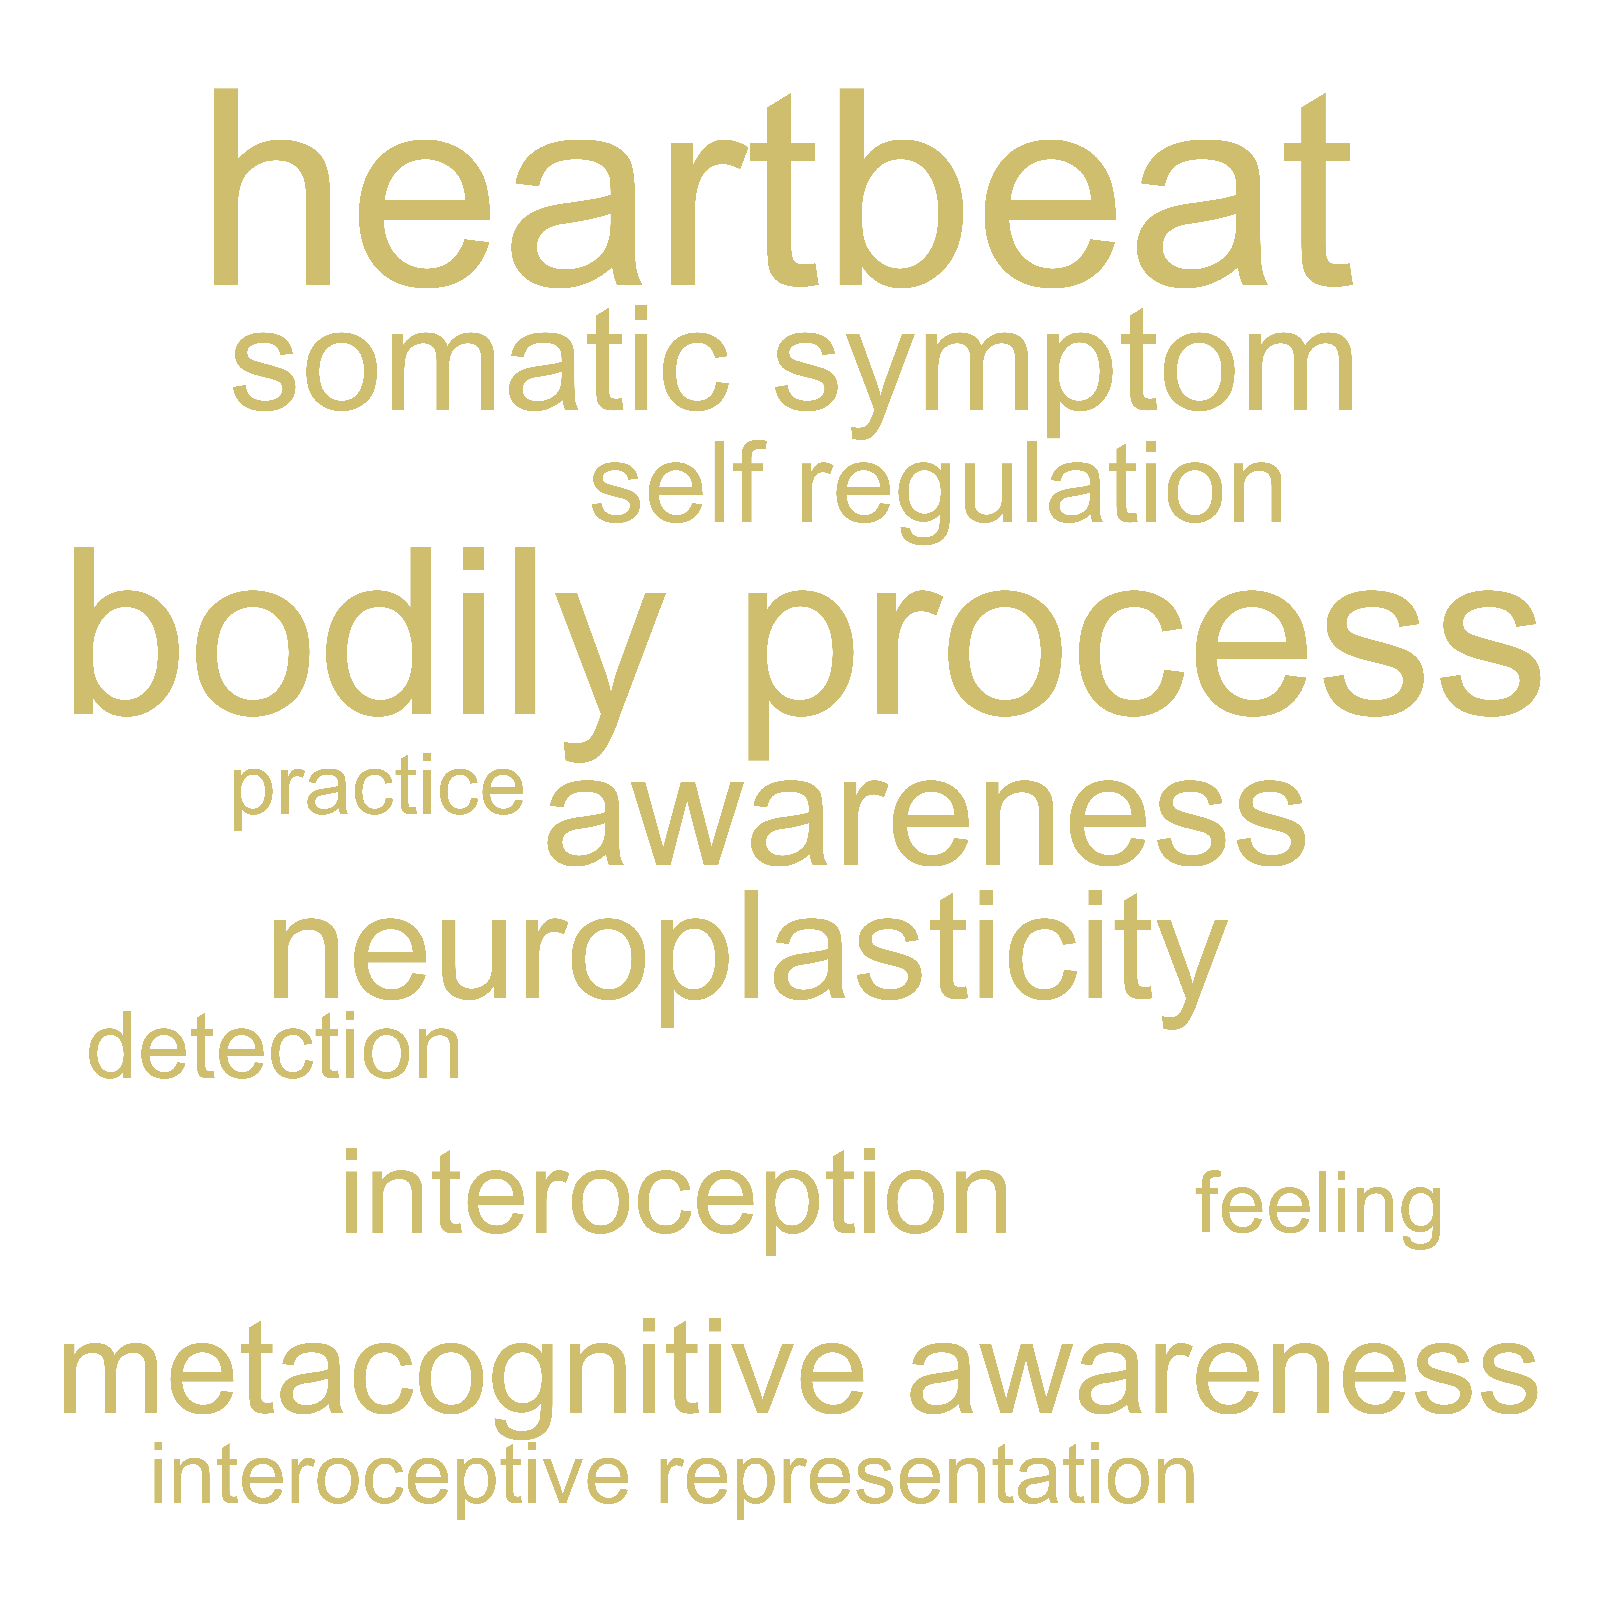 heartbeat
somatic symptom
self regulation
bodily process
practice awareness
neuroplasticity
detection
interoception feeling
metacognitive awareness
interoceptive representation